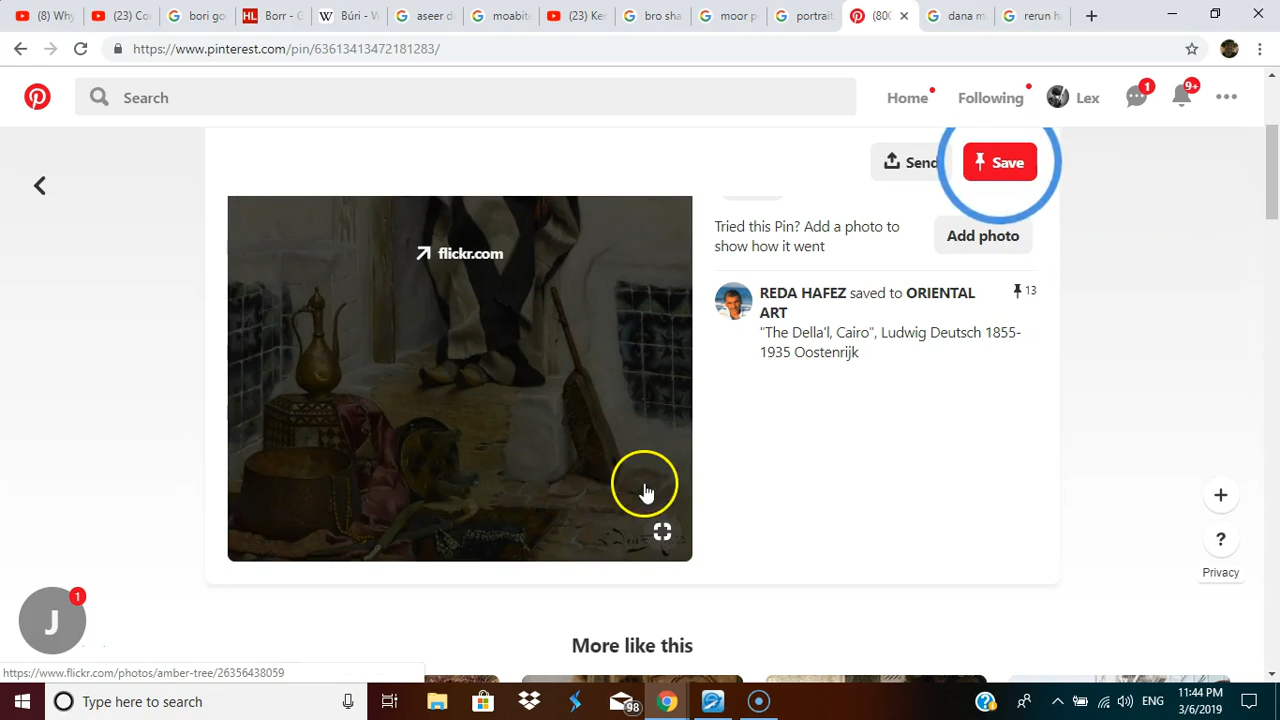 (8) Why
(23) Co
bori go
HL Borr - G
W Búri - W
aseer d
moabite
(23) Ke
bro sha
moor p
portrait
(800
dana m
rerun h
https://www.pinterest.com/pin/63613413472181283/
Search
Home
Following
Lex
1
9+
Send
Save
flickr.com
Tried this Pin? Add a photo to
show how it went
Add photo
REDA HAFEZ saved to ORIENTAL
ART
13
"The Della'l, Cairo", Ludwig Deutsch 1855-
1935 Oostenrijk
?
Privacy
J
1
More like this
https://www.flickr.com/photos/amber-tree/26356438059
Type here to search
98
ENG
11:44 PM
3/6/2019